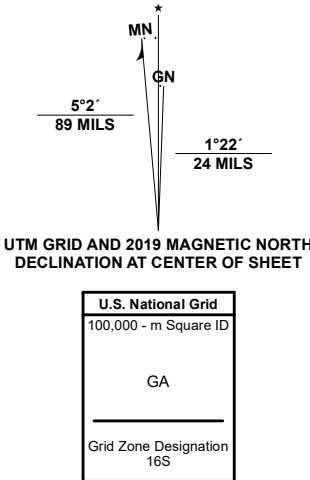 ★
MN
GN
5°2´
89 MILS
1°22´
24 MILS
UTM GRID AND 2019 MAGNETIC NORTH
DECLINATION AT CENTER OF SHEET
U.S. National Grid
100,000 - m Square ID
GA
Grid Zone Designation
16S